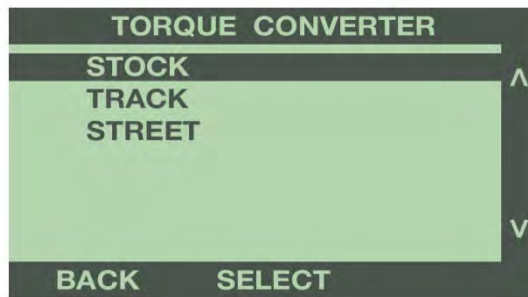 TORQUE CONVERTER
STOCK
TRACK
STREET
BACK SELECT